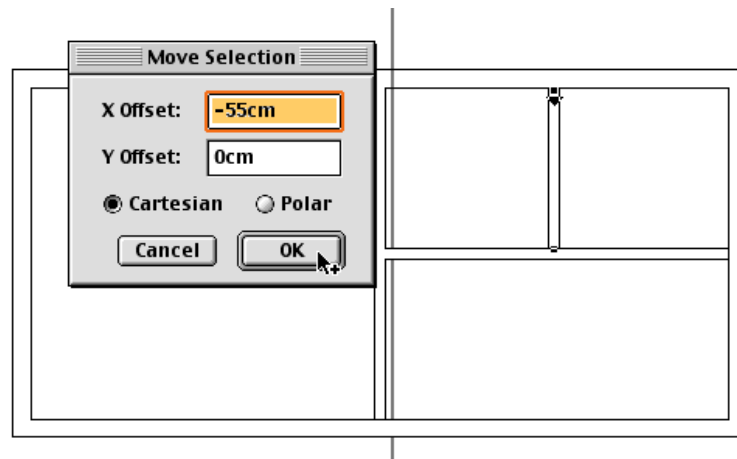 Move Selection
X Offset: -55cm
Y Offset: 0cm
Cartesian Polar
Cancel OK